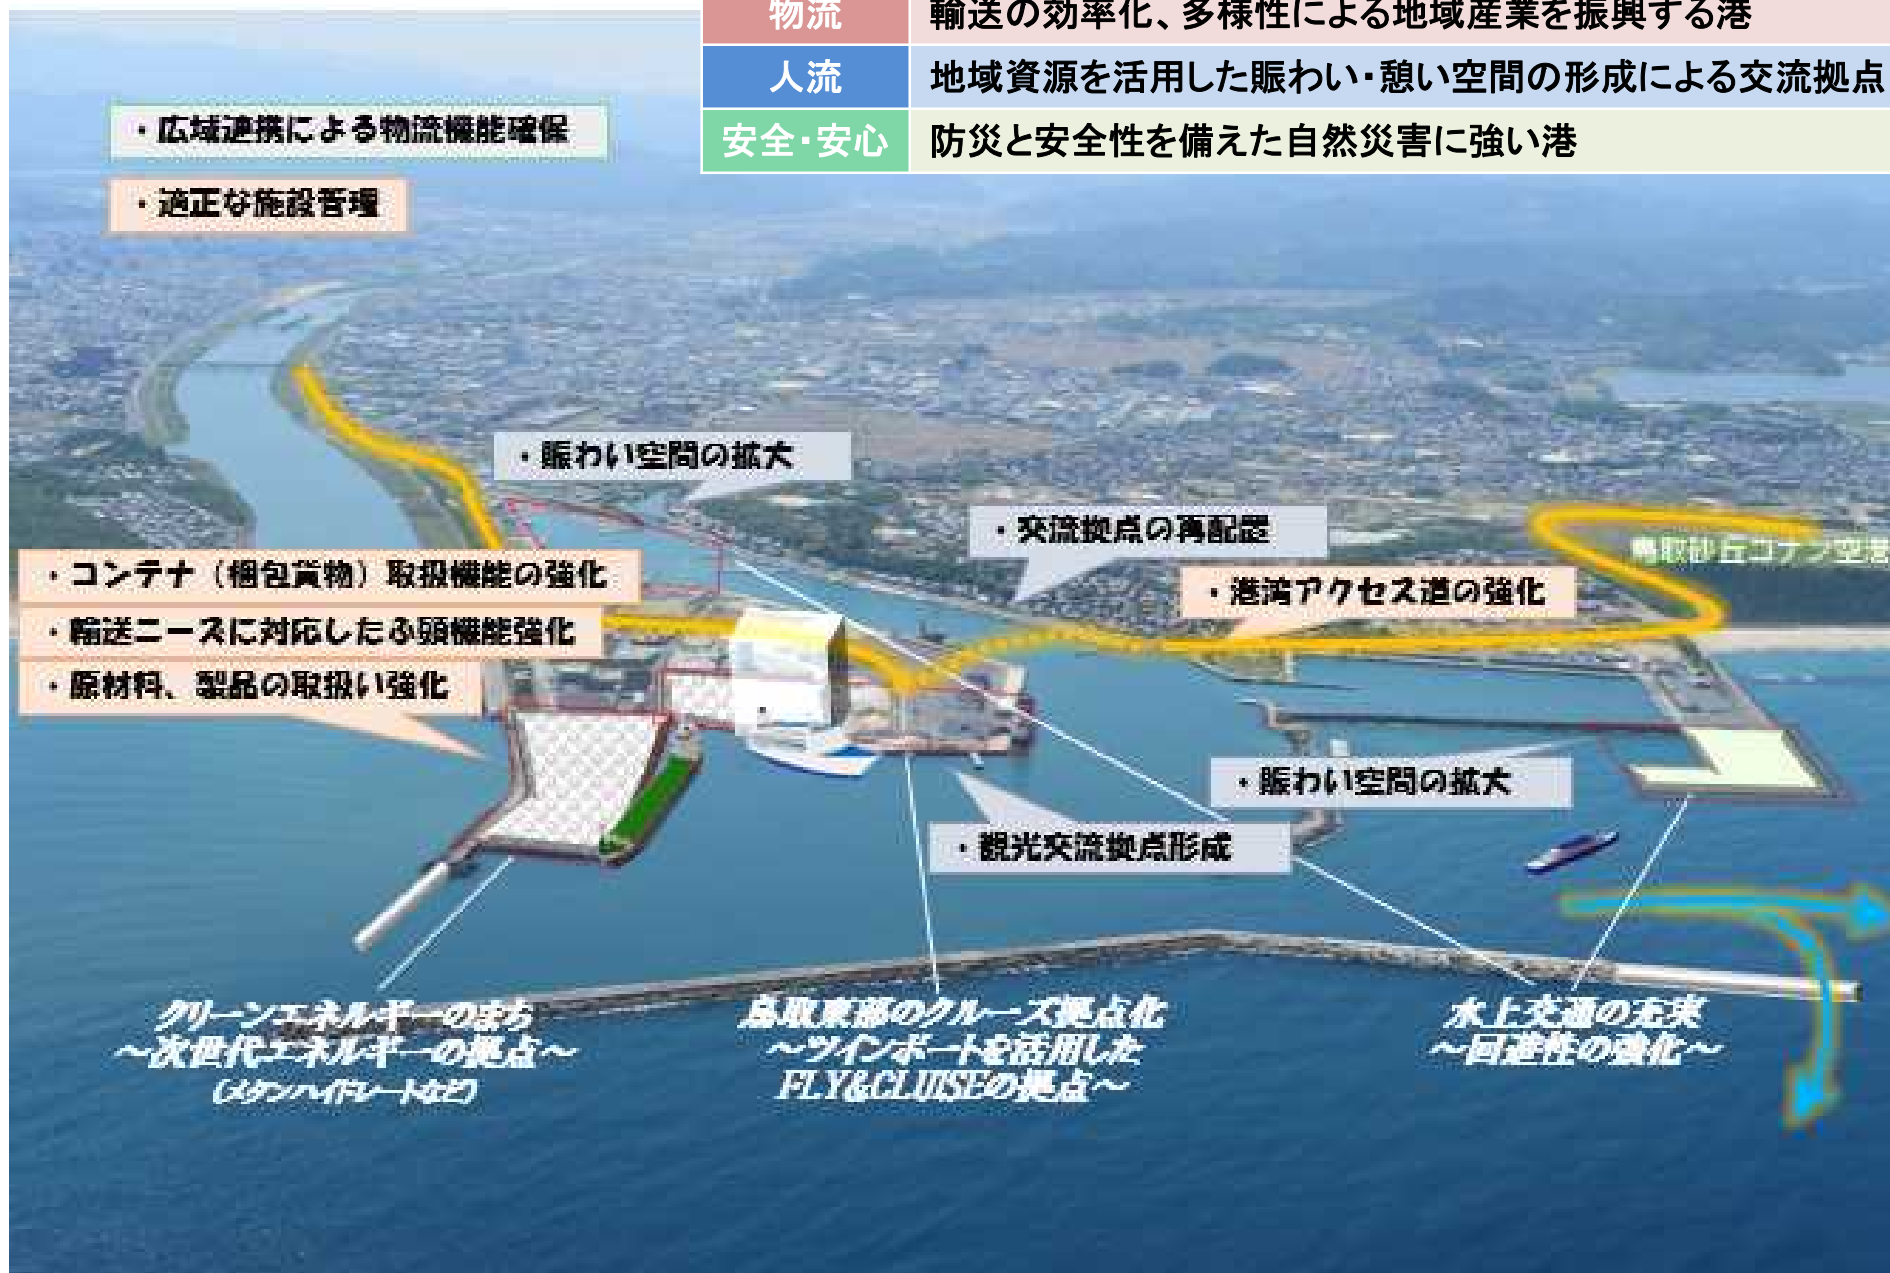 物流 輸送の効率化、多様性による地域産業を振興する港
人流 地域資源を活用した賑わい・憩い空間の形成による交流拠点
安全・安心 防災と安全性を備えた自然災害に強い港
・広域連携による物流機能確保
・適正な施設管理
・賑わい空間の拡大
・交流拠点の再配置
鳥取砂丘コナン空港
・コンテナ（梱包貨物）取扱機能の強化
・港湾アクセス道の強化
・輸送ニーズに対応したふ頭機能強化
・原材料、製品の取扱い強化
・賑わい空間の拡大
・観光交流拠点形成
クリーンエネルギーのまち
～次世代エネルギーの拠点～
(メタンハイドレートなど)
鳥取東部のクルーズ拠点化
～ツインポートを活用した
FLY&CLUISEの拠点～
水上交通の充実
～回遊性の強化～